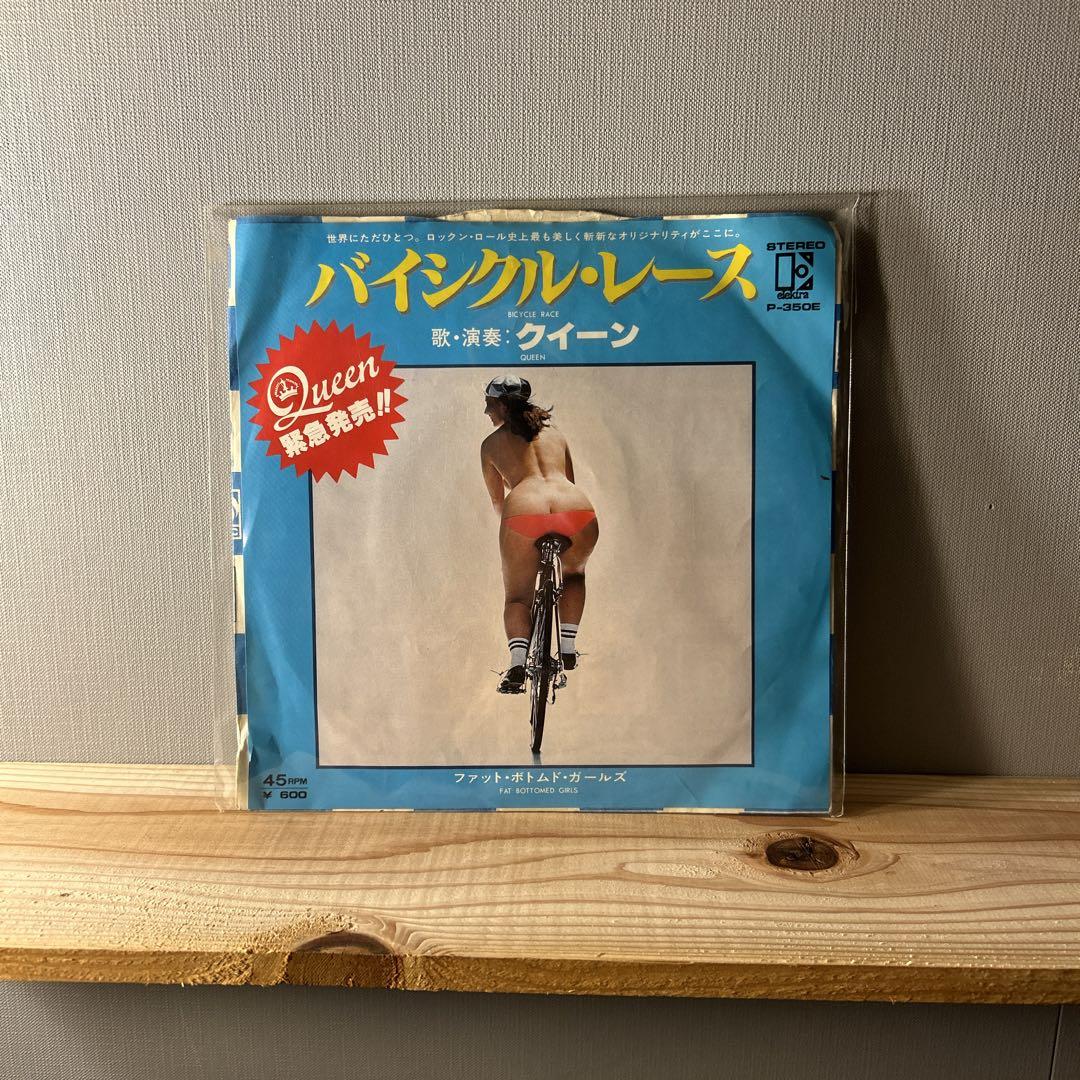 世界にただひとつ。ロックン・ロール史上最も美しく斬新なオリジナリティがここに。
バイシクル・レース
BICYCLE RACE
歌・演奏:クイーン
QUEEN
STEREO
elektra
P-350E
Queen
緊急発売!!
45RPM
¥ 600
ファット・ボトムド・ガールズ
FAT BOTTOMED GIRLS